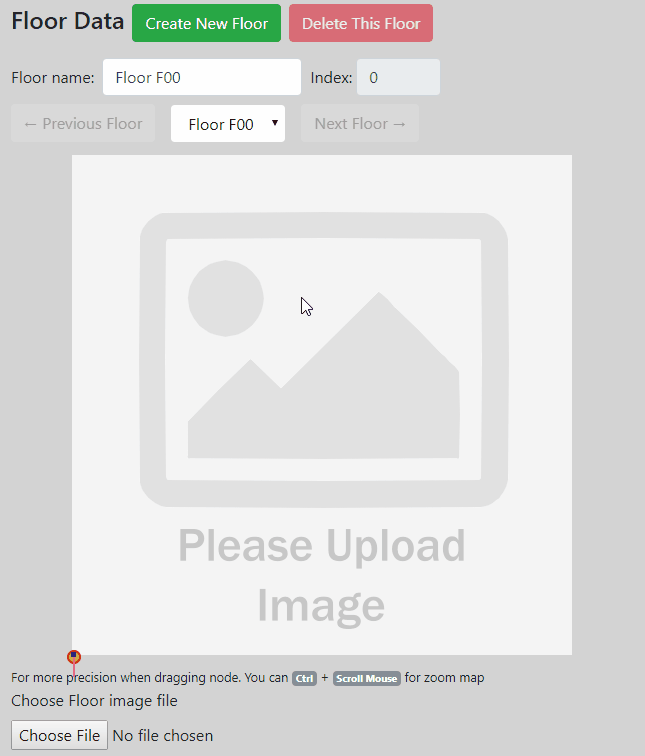 Floor Data Create New Floor Delete This Floor
Floor name: Floor F00 Index: 0
← Previous Floor Floor F00 Next Floor →
Please Upload
Image
For more precision when dragging node. You can Ctrl + Scroll Mouse for zoom map
Choose Floor image file
Choose File No file chosen